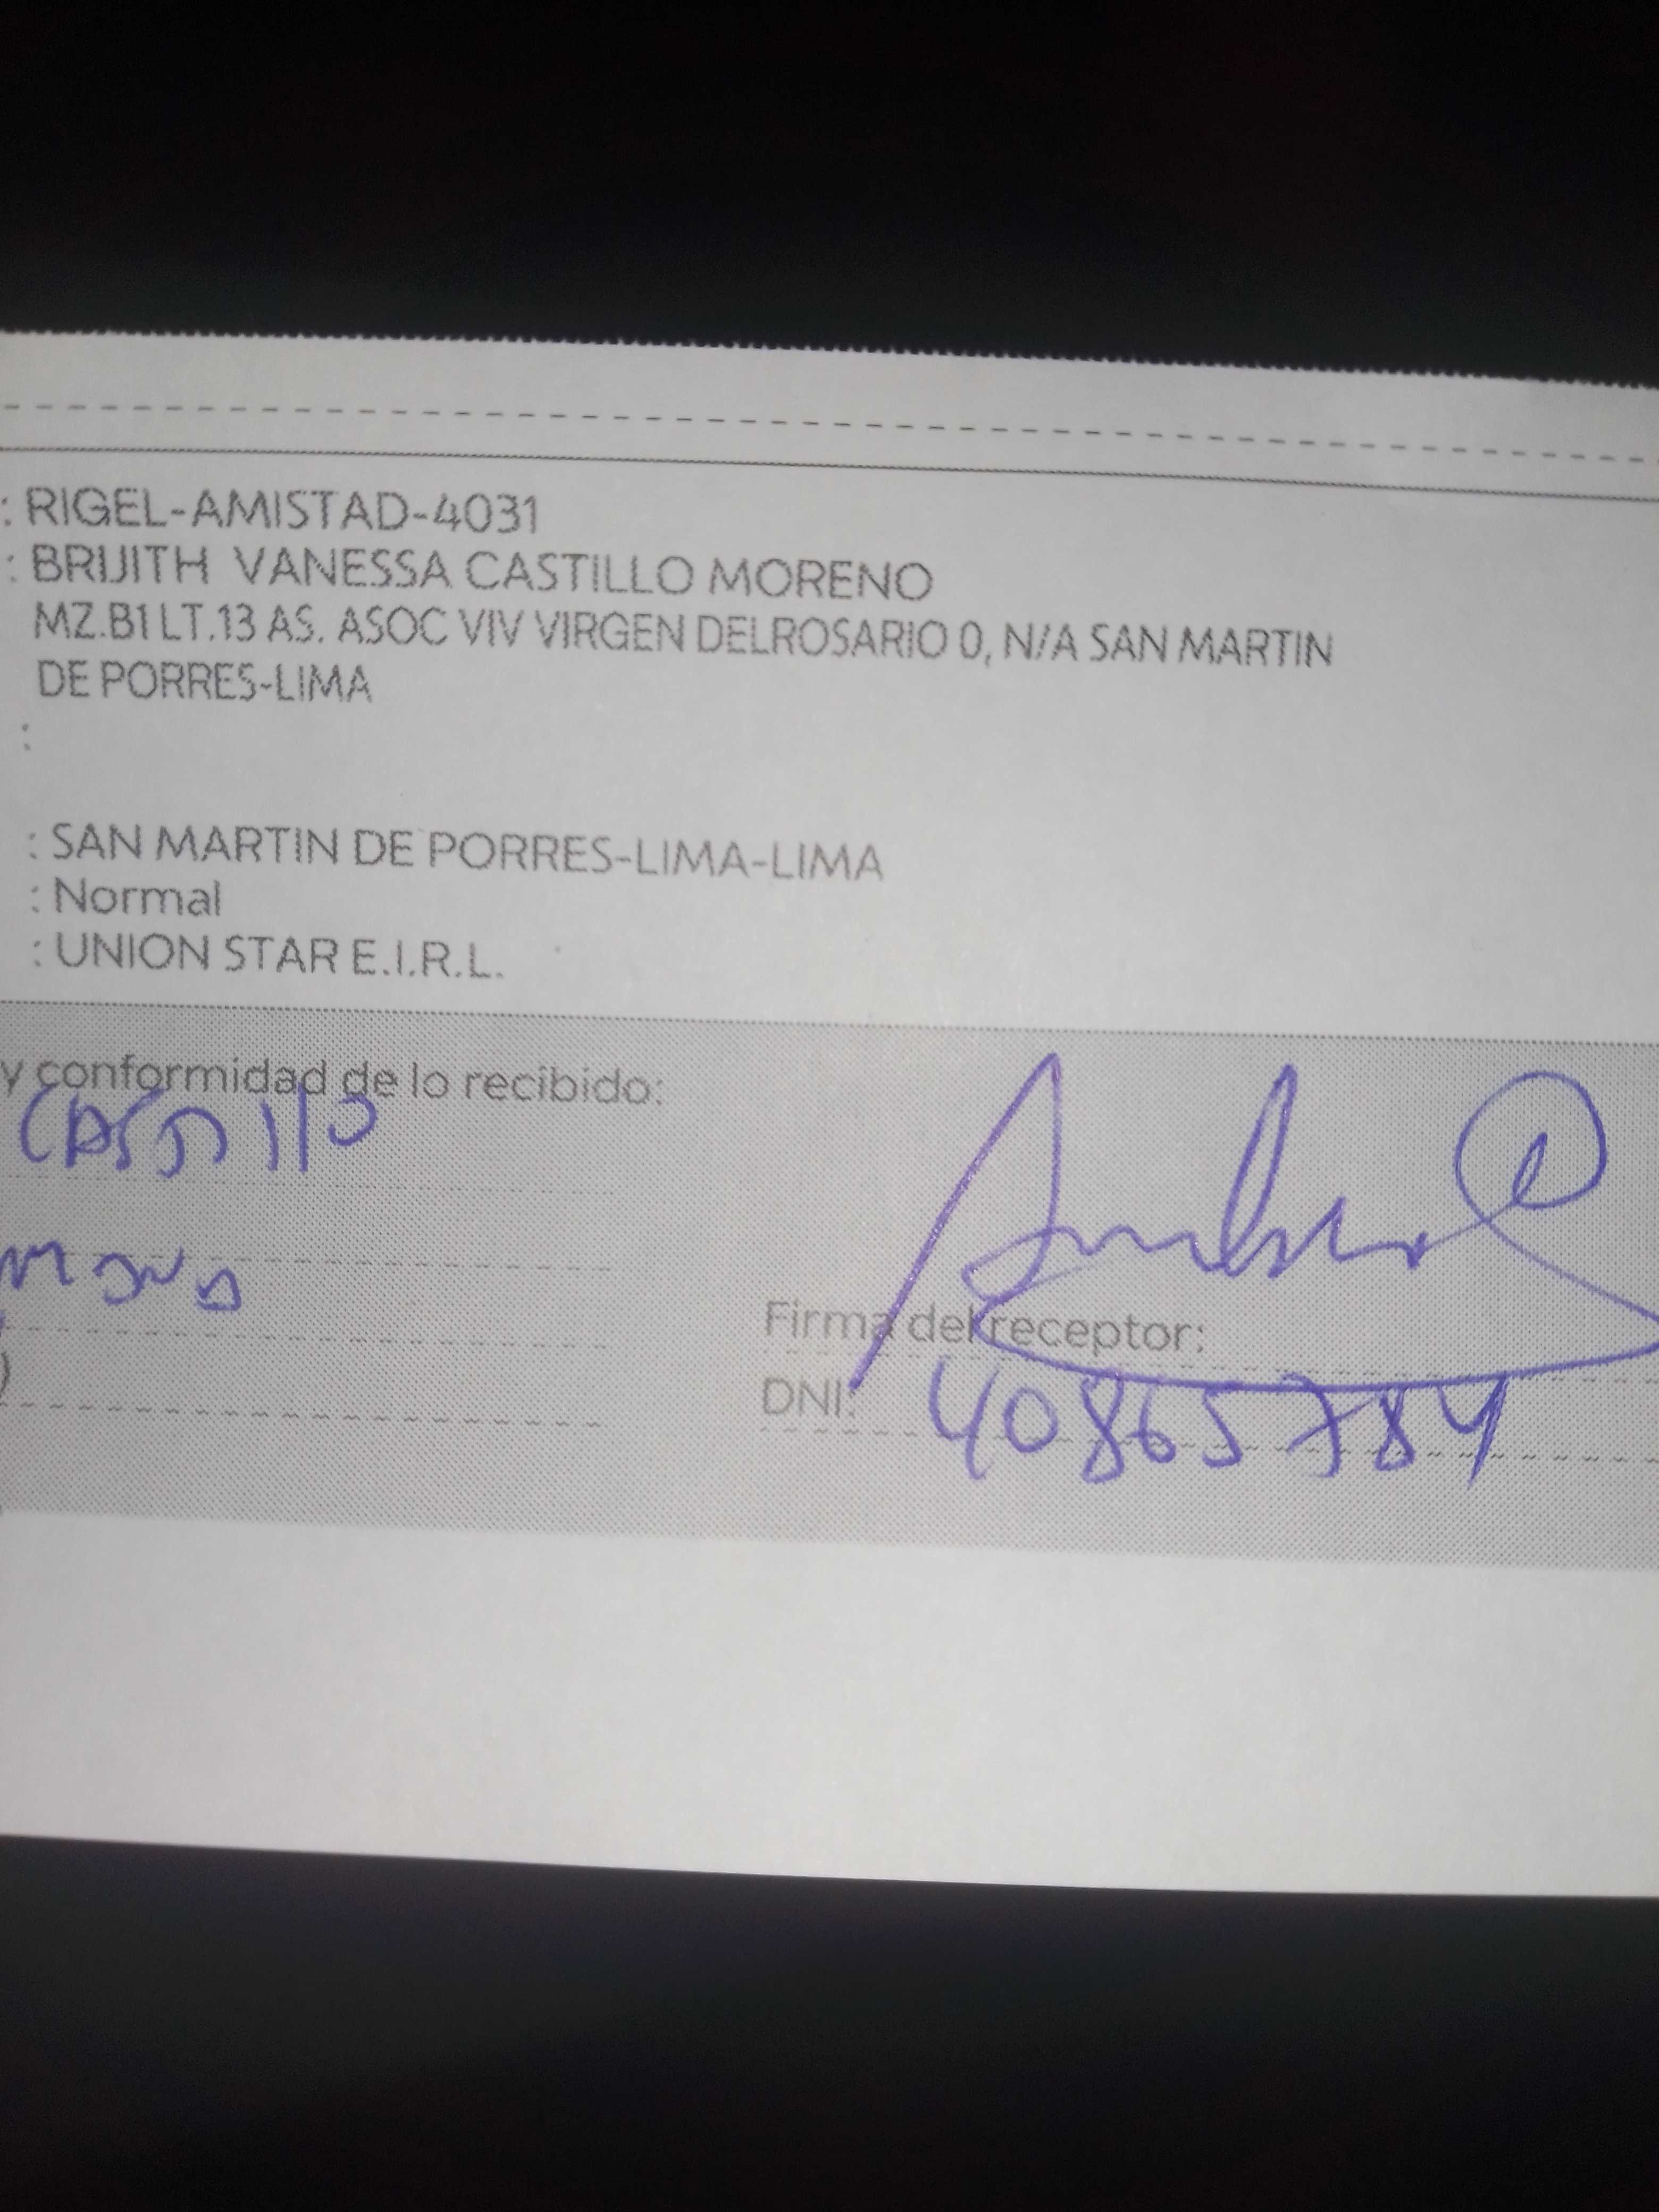 : RIGEL-AMISTAD-4031
: BRIJITH VANESSA CASTILLO MORENO
MZ.B1 LT.13 AS. ASOC VIV VIRGEN DELROSARIO 0, N/A SAN MARTIN
DE PORRES-LIMA
:
: SAN MARTIN DE PORRES-LIMA-LIMA
: Normal
: UNION STAR E.I.R.L.
y conformidad de lo recibido:
Castillo
Firma del receptor:
DNI: 40865784